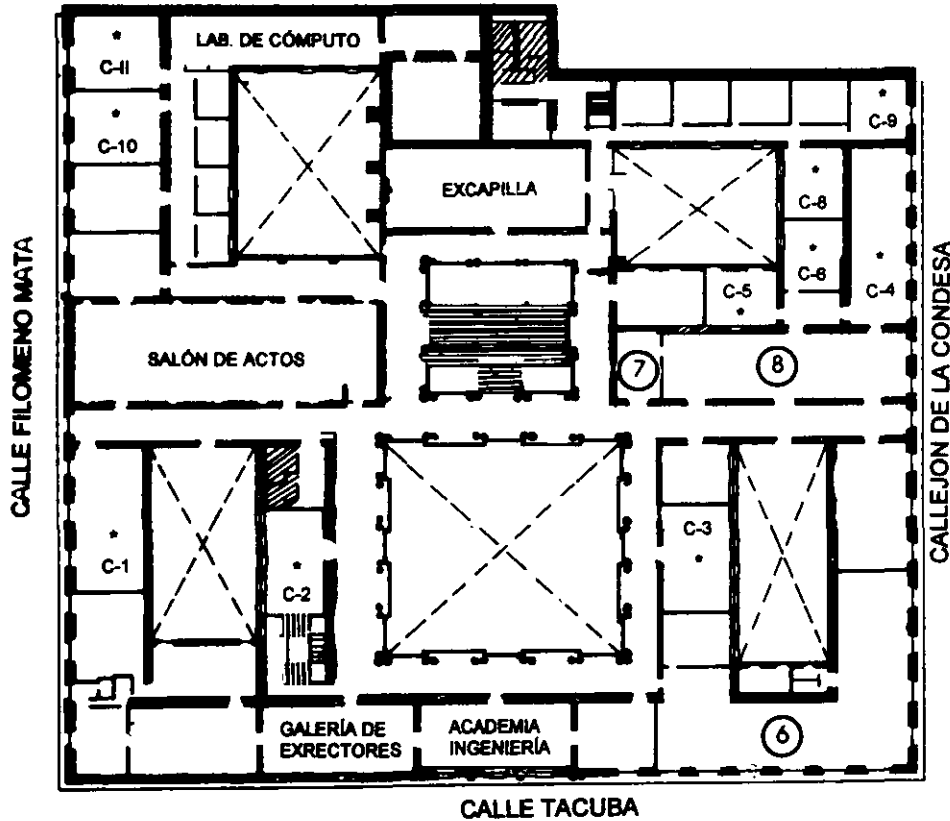 LAB. DE CÓMPUTO
*
C-II
*
C-10
*
C-9
EXCAPILLA
*
C-8
*
C-6
*
C-4
C-5
*
CALLE FILOMENO MATA
SALÓN DE ACTOS
7
8
CALLEJON DE LA CONDESA
*
C-1
*
C-2
C-3
*
GALERÍA DE
EXRECTORES
ACADEMIA
INGENIERÍA
6
CALLE TACUBA